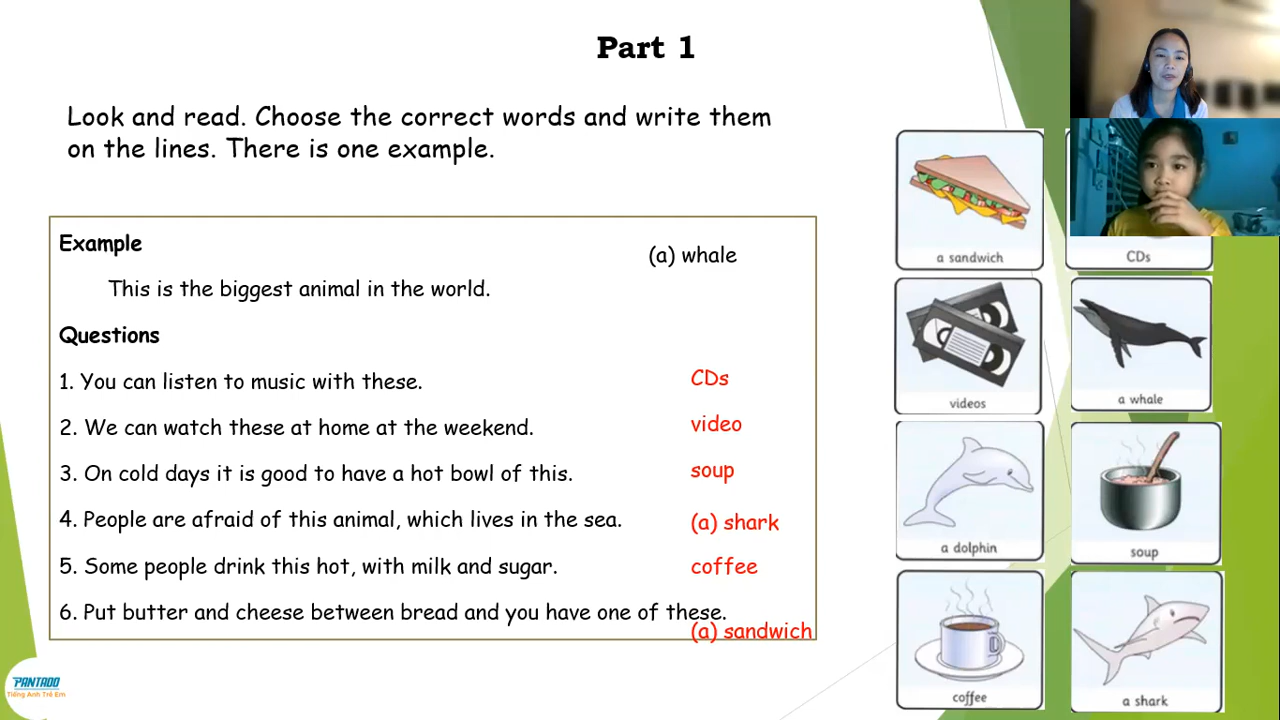 Part 1
Look and read. Choose the correct words and write them
on the lines. There is one example.
Example
(a) whale
This is the biggest animal in the world.
Questions
1. You can listen to music with these.
CDs
2. We can watch these at home at the weekend.
video
3. On cold days it is good to have a hot bowl of this.
soup
4. People are afraid of this animal, which lives in the sea.
(a) shark
5. Some people drink this hot, with milk and sugar.
coffee
6. Put butter and cheese between bread and you have one of these.
(a) sandwich
a sandwich
CDs
videos
a whale
a dolphin
soup
coffee
a shark
PANTADO
Tiếng Anh Trẻ Em